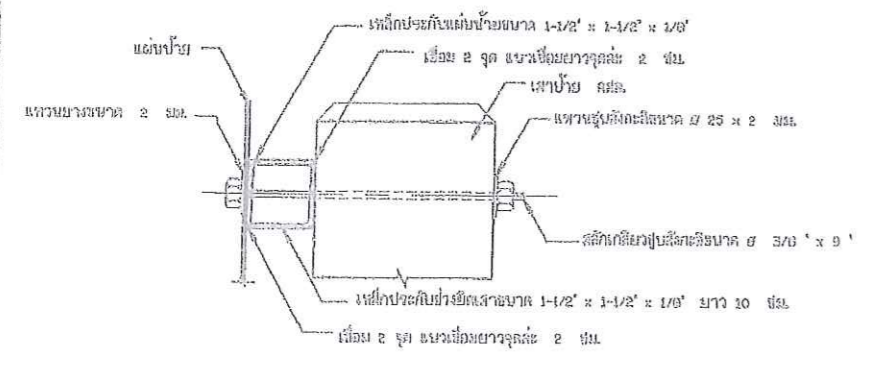 เหล็กประกับแผ่นป้ายขนาด 1-1/2" x 1-1/2" x 1/8"
แผ่นป้าย
เชื่อม 2 จุด แนวเชื่อมยาวจุดละ 2 ซม.
เสาป้าย คสล.
แหวนยางขนาด 2 มม.
แหวนชุบสังกะสีขนาด Ø 25 x 2 มม.
สลักเกลียวชุบสังกะสีขนาด Ø 3/8 " x 9 "
เหล็กประกับช่วงยึดเสาขนาด 1-1/2" x 1-1/2" x 1/8" ยาว 10 ซม.
เชื่อม 2 จุด แนวเชื่อมยาวจุดละ 2 ซม.